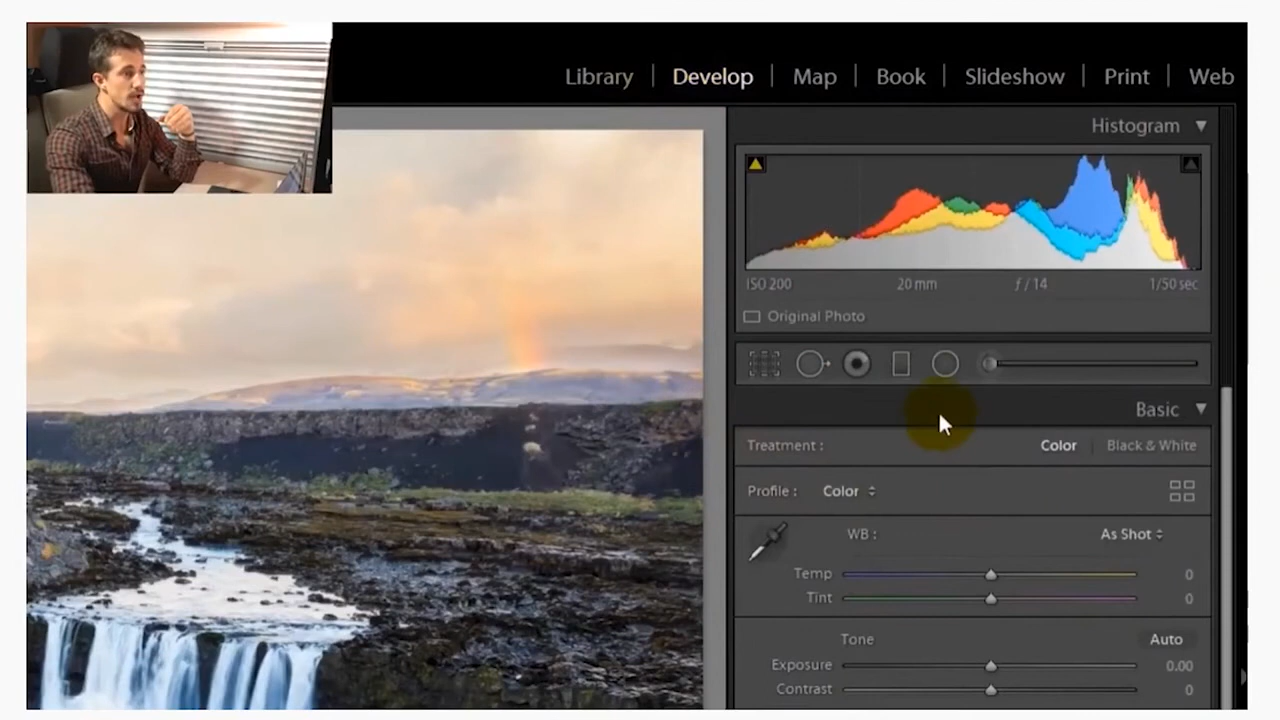 Library | Develop | Map | Book | Slideshow | Print | Web
Histogram
ISO 200 20 mm ƒ / 14 1/50 sec
Original Photo
Basic
Treatment : Color Black & White
Profile : Color
WB : As Shot
Temp 0
Tint 0
Tone Auto
Exposure 0.00
Contrast 0